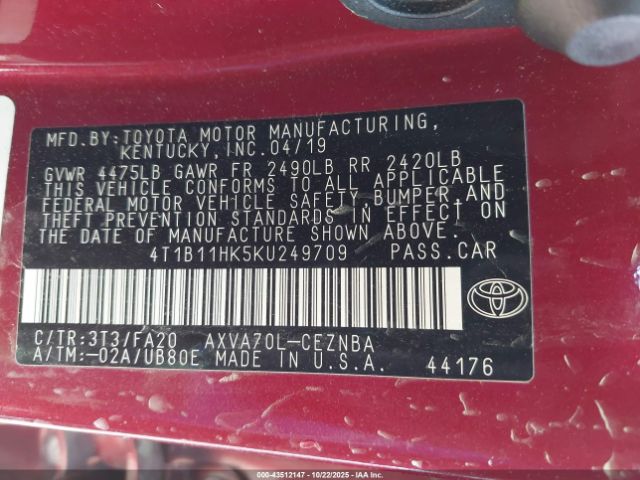 MFD.BY:TOYOTA MOTOR MANUFACTURING,
KENTUCKY, INC. 04/19
GVWR 4475LB GAWR FR 2490LB RR 2420LB
THIS VEHICLE CONFORMS TO ALL APPLICABLE
FEDERAL MOTOR VEHICLE SAFETY,BUMPER,AND
THEFT PREVENTION STANDARDS IN EFFECT ON
THE DATE OF MANUFACTURE SHOWN ABOVE.
4T1B11HK5KU249709 PASS.CAR
C/TR:3T3/FA20 AXVA70L-CEZNBA
A/TM:-02A/UB80E MADE IN U.S.A.
44176
TOYOTA
000-43512147 - 10/22/2025 - IAAI.COM